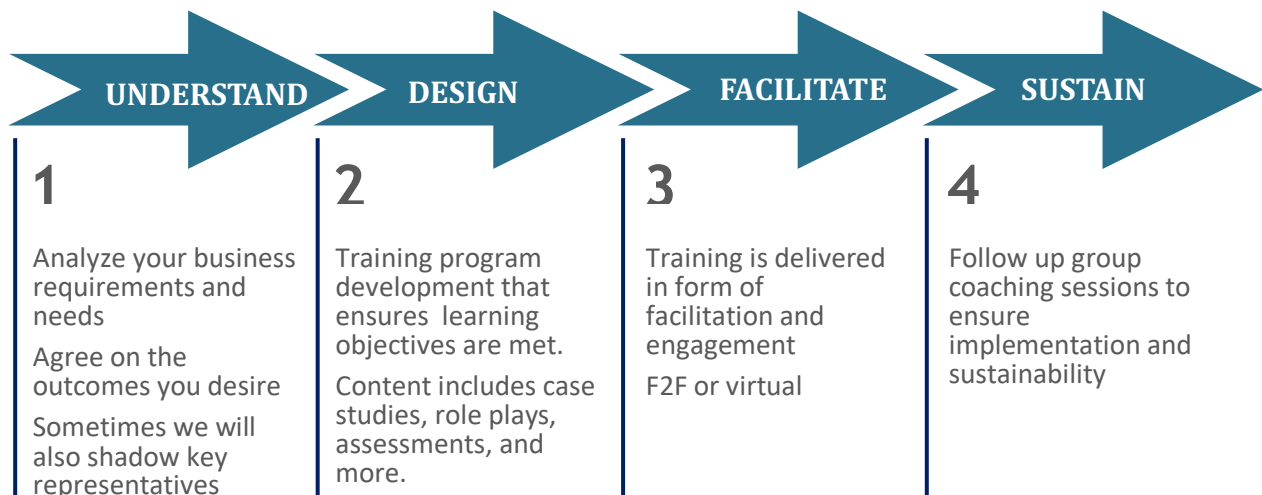 UNDERSTAND
DESIGN
FACILITATE
SUSTAIN
1
Analyze your business
requirements and
needs
Agree on the
outcomes you desire
Sometimes we will
also shadow key
representatives
2
Training program
development that
ensures learning
objectives are met.
Content includes case
studies, role plays,
assessments, and
more.
3
Training is delivered
in form of
facilitation and
engagement
F2F or virtual
4
Follow up group
coaching sessions to
ensure
implementation and
sustainability